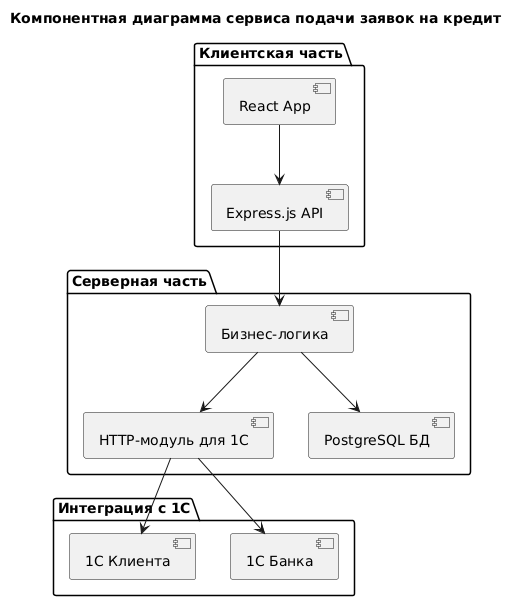 Компонентная диаграмма сервиса подачи заявок на кредит
Клиентская часть
React App
Express.js API
Серверная часть
Бизнес-логика
HTTP-модуль для 1С
PostgreSQL БД
Интеграция с 1С
1С Клиента
1С Банка